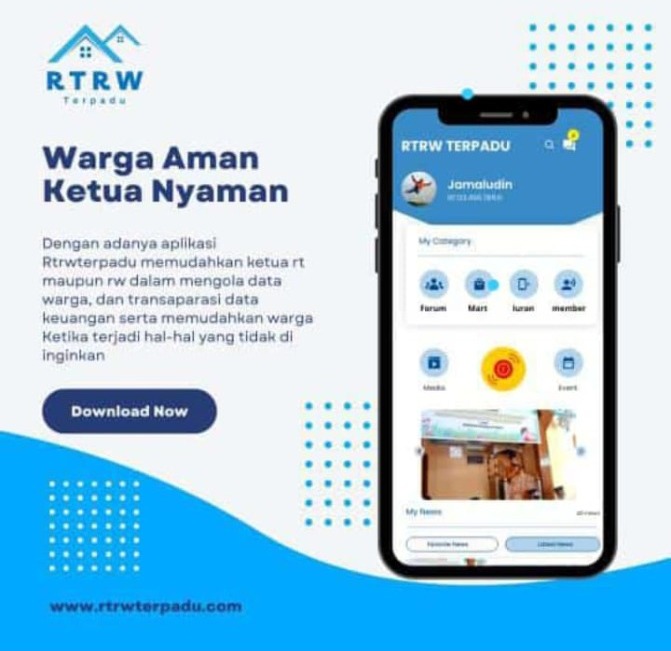 RTRW
Terpadu
Warga Aman
Ketua Nyaman
Dengan adanya aplikasi
Rtrwterpadu memudahkan ketua rt
maupun rw dalam mengola data
warga, dan transaparasi data
keuangan serta memudahkan warga
Ketika terjadi hal-hal yang tidak di
inginkan
Download Now
www.rtrwterpadu.com
RTRW TERPADU
Jamaludin
My Category
Forum Mart Iuran member
Media Event
My News
Favorite News Latest News